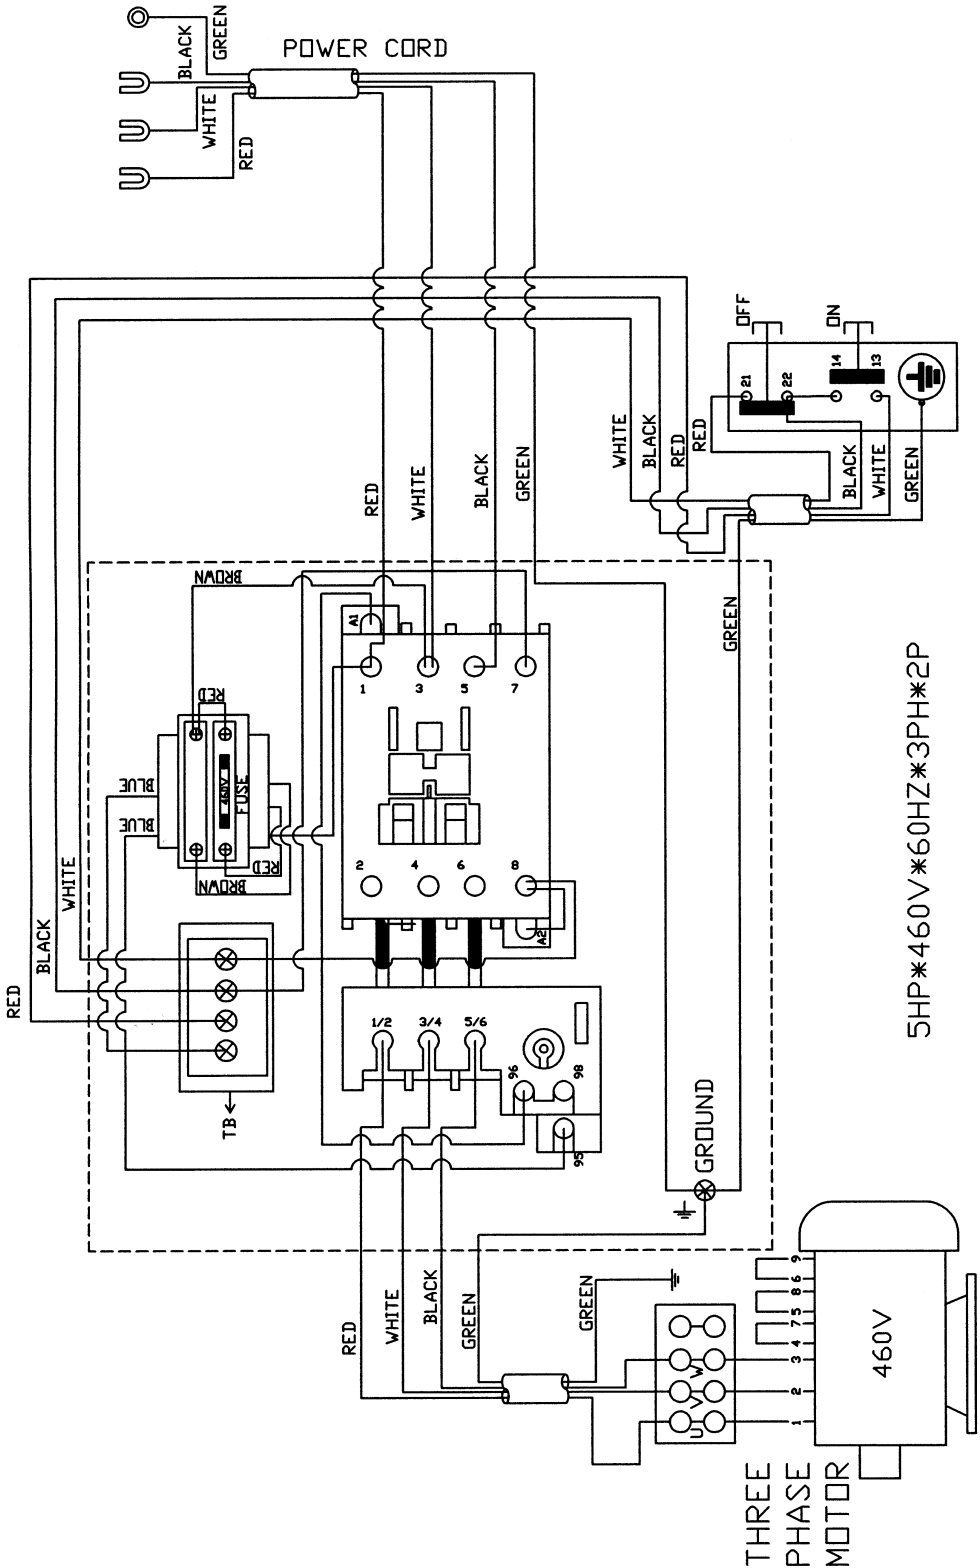 POWER CORD
BLACK
GREEN
WHITE
RED
OFF
ON
21
22
14
13
RED
WHITE
BLACK
GREEN
WHITE
BLACK
RED
RED
BLACK
WHITE
GREEN
GREEN
BROWN
RED
BLUE
BLUE
460V
FUSE
RED
BROWN
WHITE
BLACK
RED
A1
1
3
5
7
2
4
6
8
A2
TB
1/2
3/4
5/6
96
98
95
GROUND
5HP*460V*60HZ*3PH*2P
RED
WHITE
BLACK
GREEN
GREEN
U
V
W
9
6
8
5
7
4
3
2
1
460V
THREE
PHASE
MOTOR